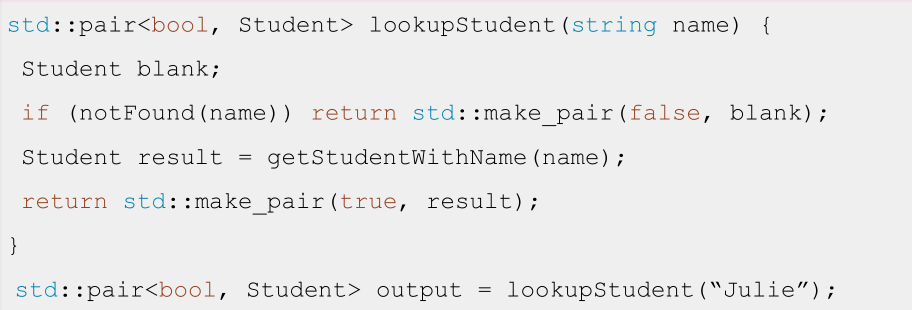 std::pair<bool, Student> lookupStudent(string name) {
Student blank;
if (notFound(name)) return std::make_pair(false, blank);
Student result = getStudentWithName(name);
return std::make_pair(true, result);
}
std::pair<bool, Student> output = lookupStudent(“Julie”);